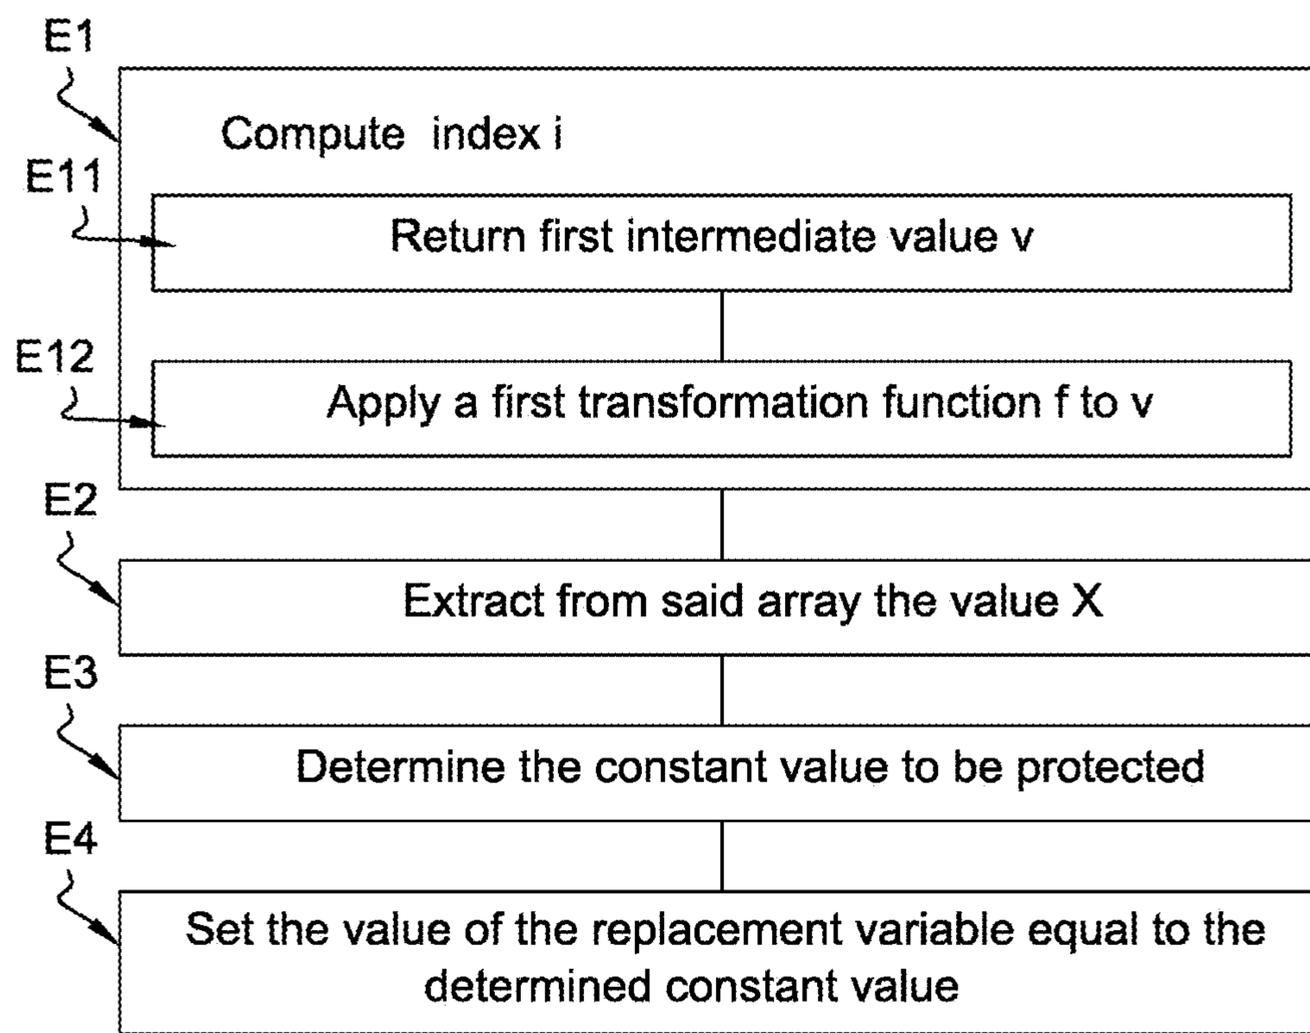 E1
Compute index i
E11
Return first intermediate value v
E12
Apply a first transformation function f to v
E2
Extract from said array the value X
E3
Determine the constant value to be protected
E4
Set the value of the replacement variable equal to the
determined constant value